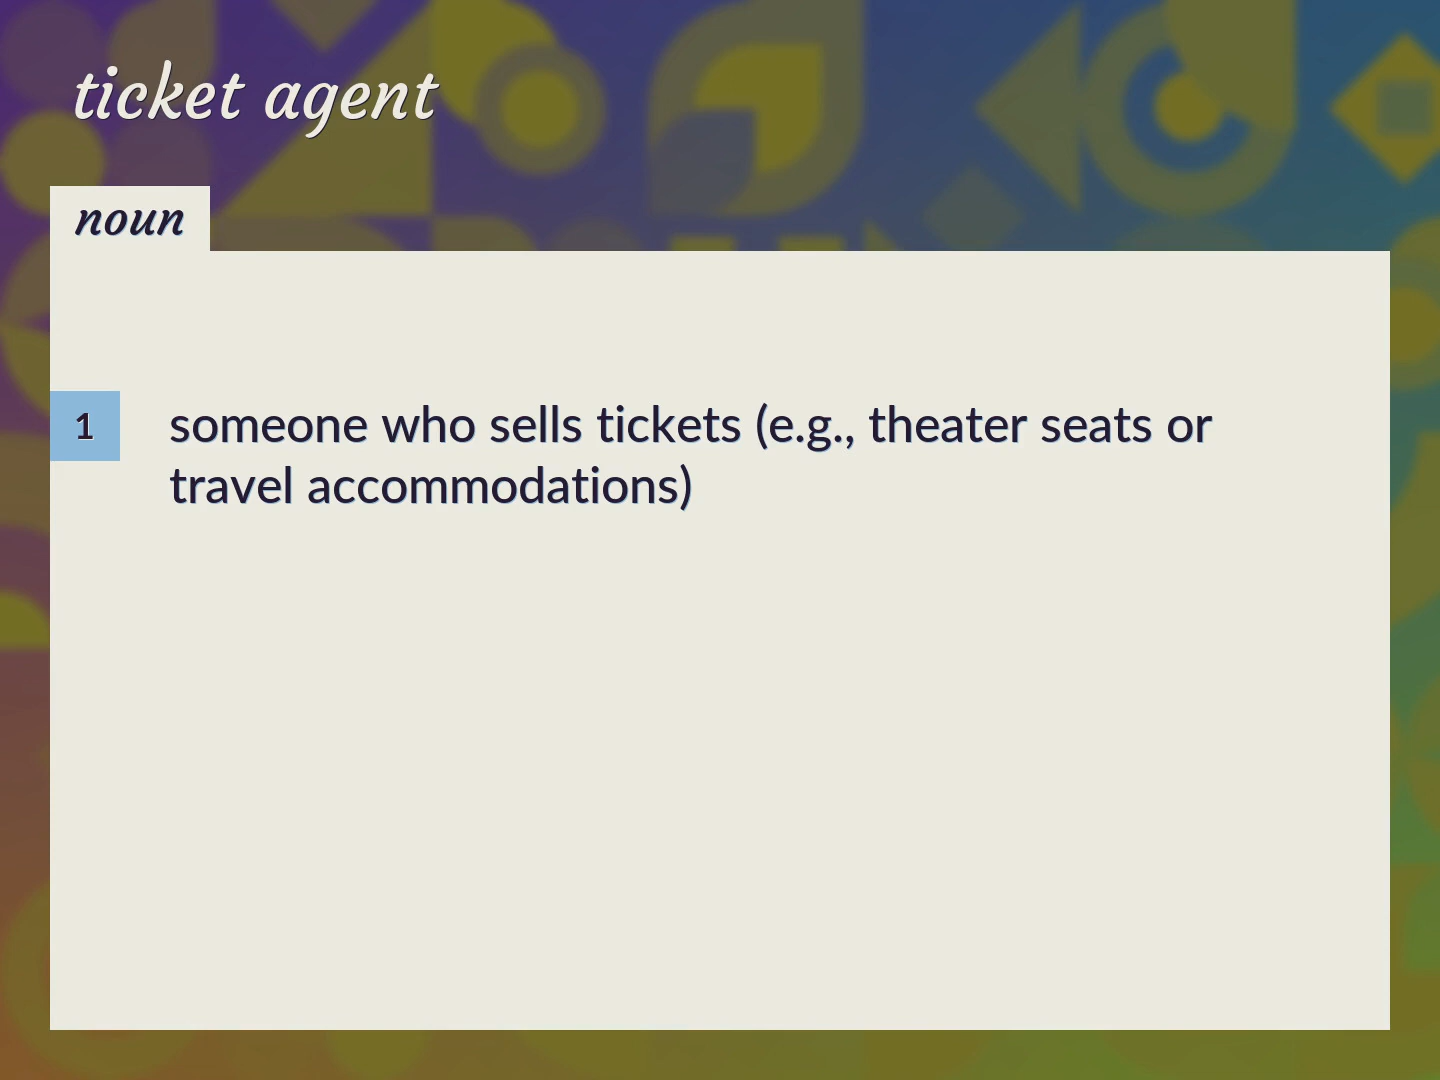 ticket agent
noun
1
someone who sells tickets (e.g., theater seats or
travel accommodations)